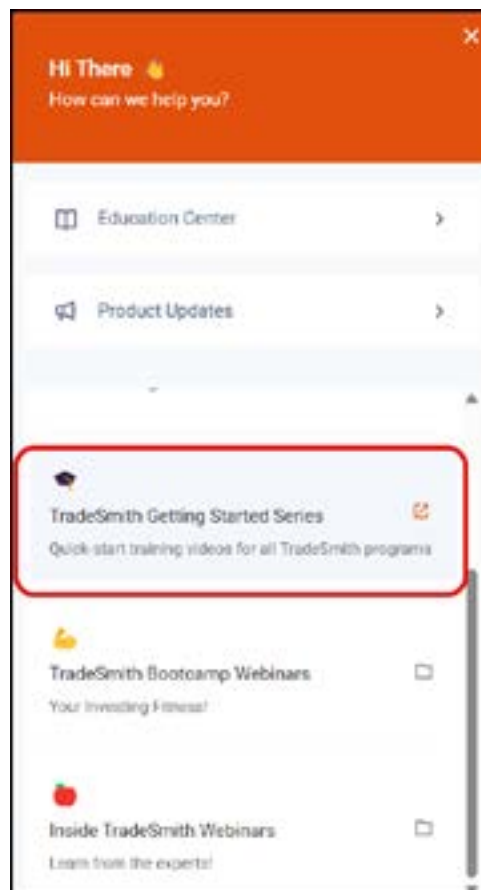 Hi There 👋
How can we help you?
Education Center
Product Updates
TradeSmith Getting Started Series
Quick-start training videos for all TradeSmith programs
TradeSmith Bootcamp Webinars
Your Investing Fitness!
Inside TradeSmith Webinars
Learn from the experts!